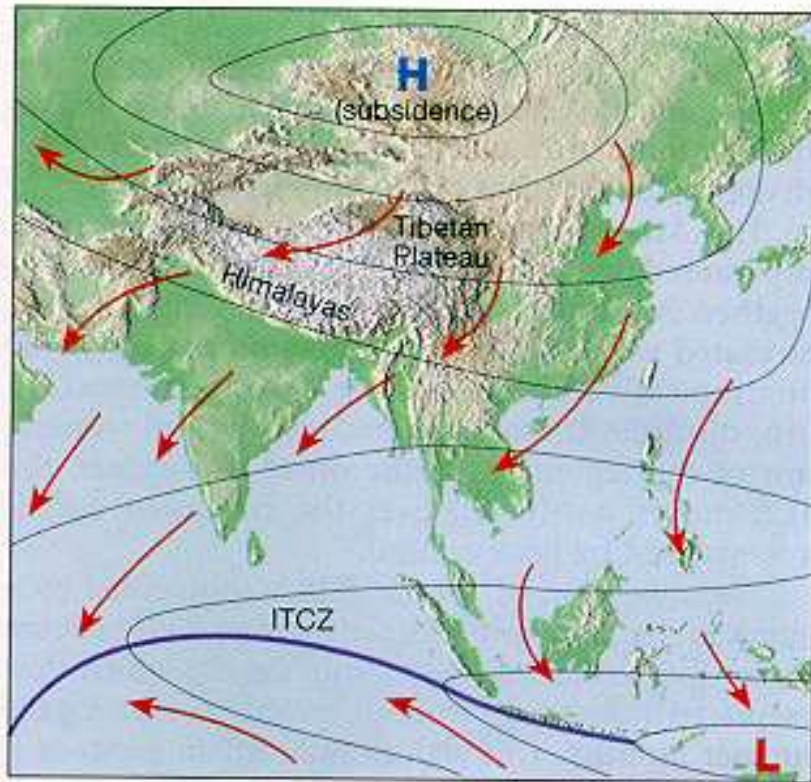 H
(subsidence)
Tibetan
Plateau
Himalayas
ITCZ
L